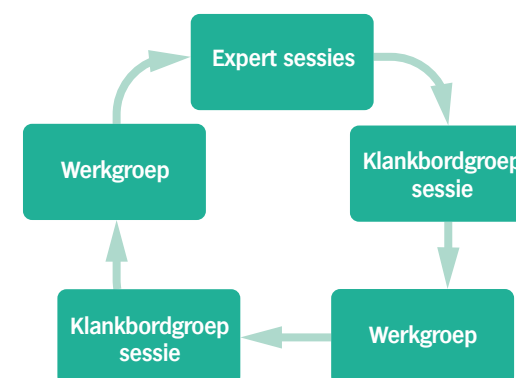 Expert sessies
Klankbordgroep
sessie
Werkgroep
Klankbordgroep
sessie
Werkgroep